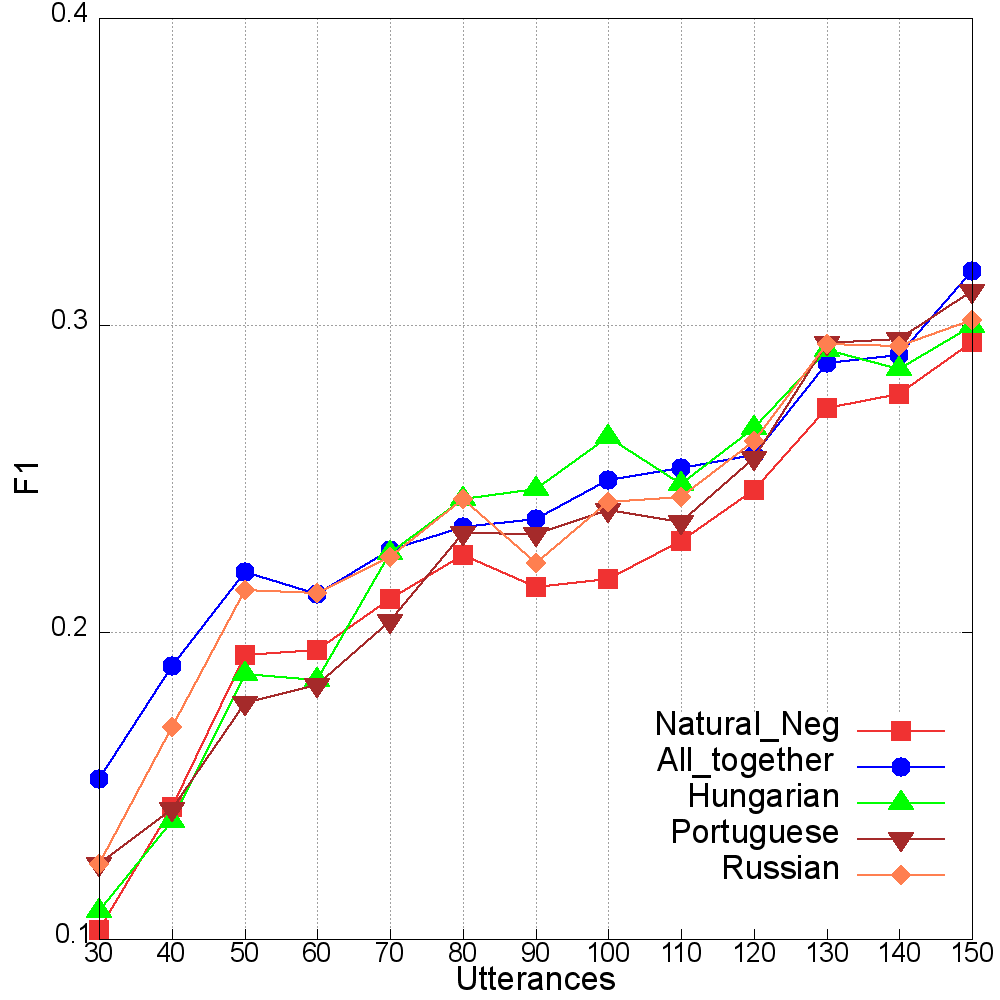 0.4
0.3
0.2
0.1
F1
Natural_Neg
All_together
Hungarian
Portuguese
Russian
30 40 50 60 70 80 90 100 110 120 130 140 150
Utterances